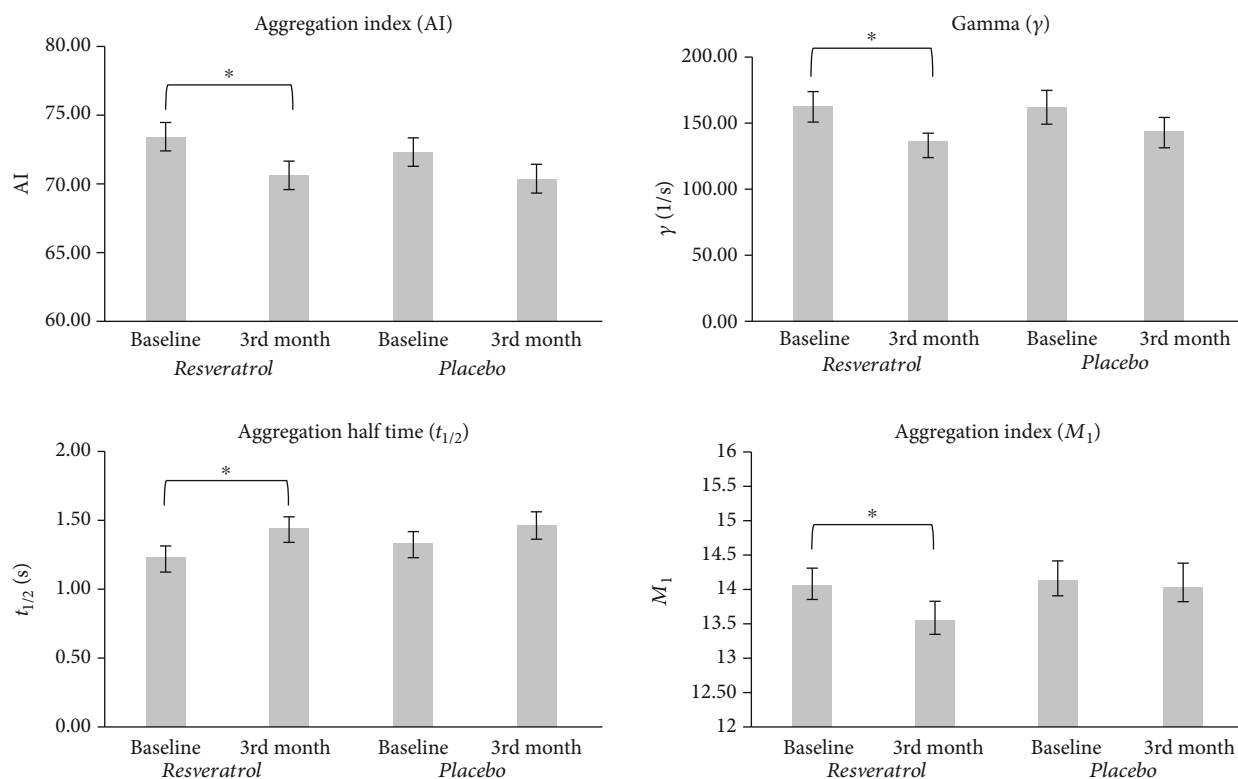 Aggregation index (AI)
80.00
75.00
70.00
65.00
60.00
AI
*
Baseline 3rd month Baseline 3rd month
Resveratrol Placebo
Gamma (γ)
200.00
150.00
100.00
50.00
0.00
γ (1/s)
*
Baseline 3rd month Baseline 3rd month
Resveratrol Placebo
Aggregation half time (t1/2)
2.00
1.50
1.00
0.50
0.00
t1/2 (s)
*
Baseline 3rd month Baseline 3rd month
Resveratrol Placebo
Aggregation index (M1)
16
15.5
15
14.5
14
13.5
13
12.50
12
M1
*
Baseline 3rd month Baseline 3rd month
Resveratrol Placebo